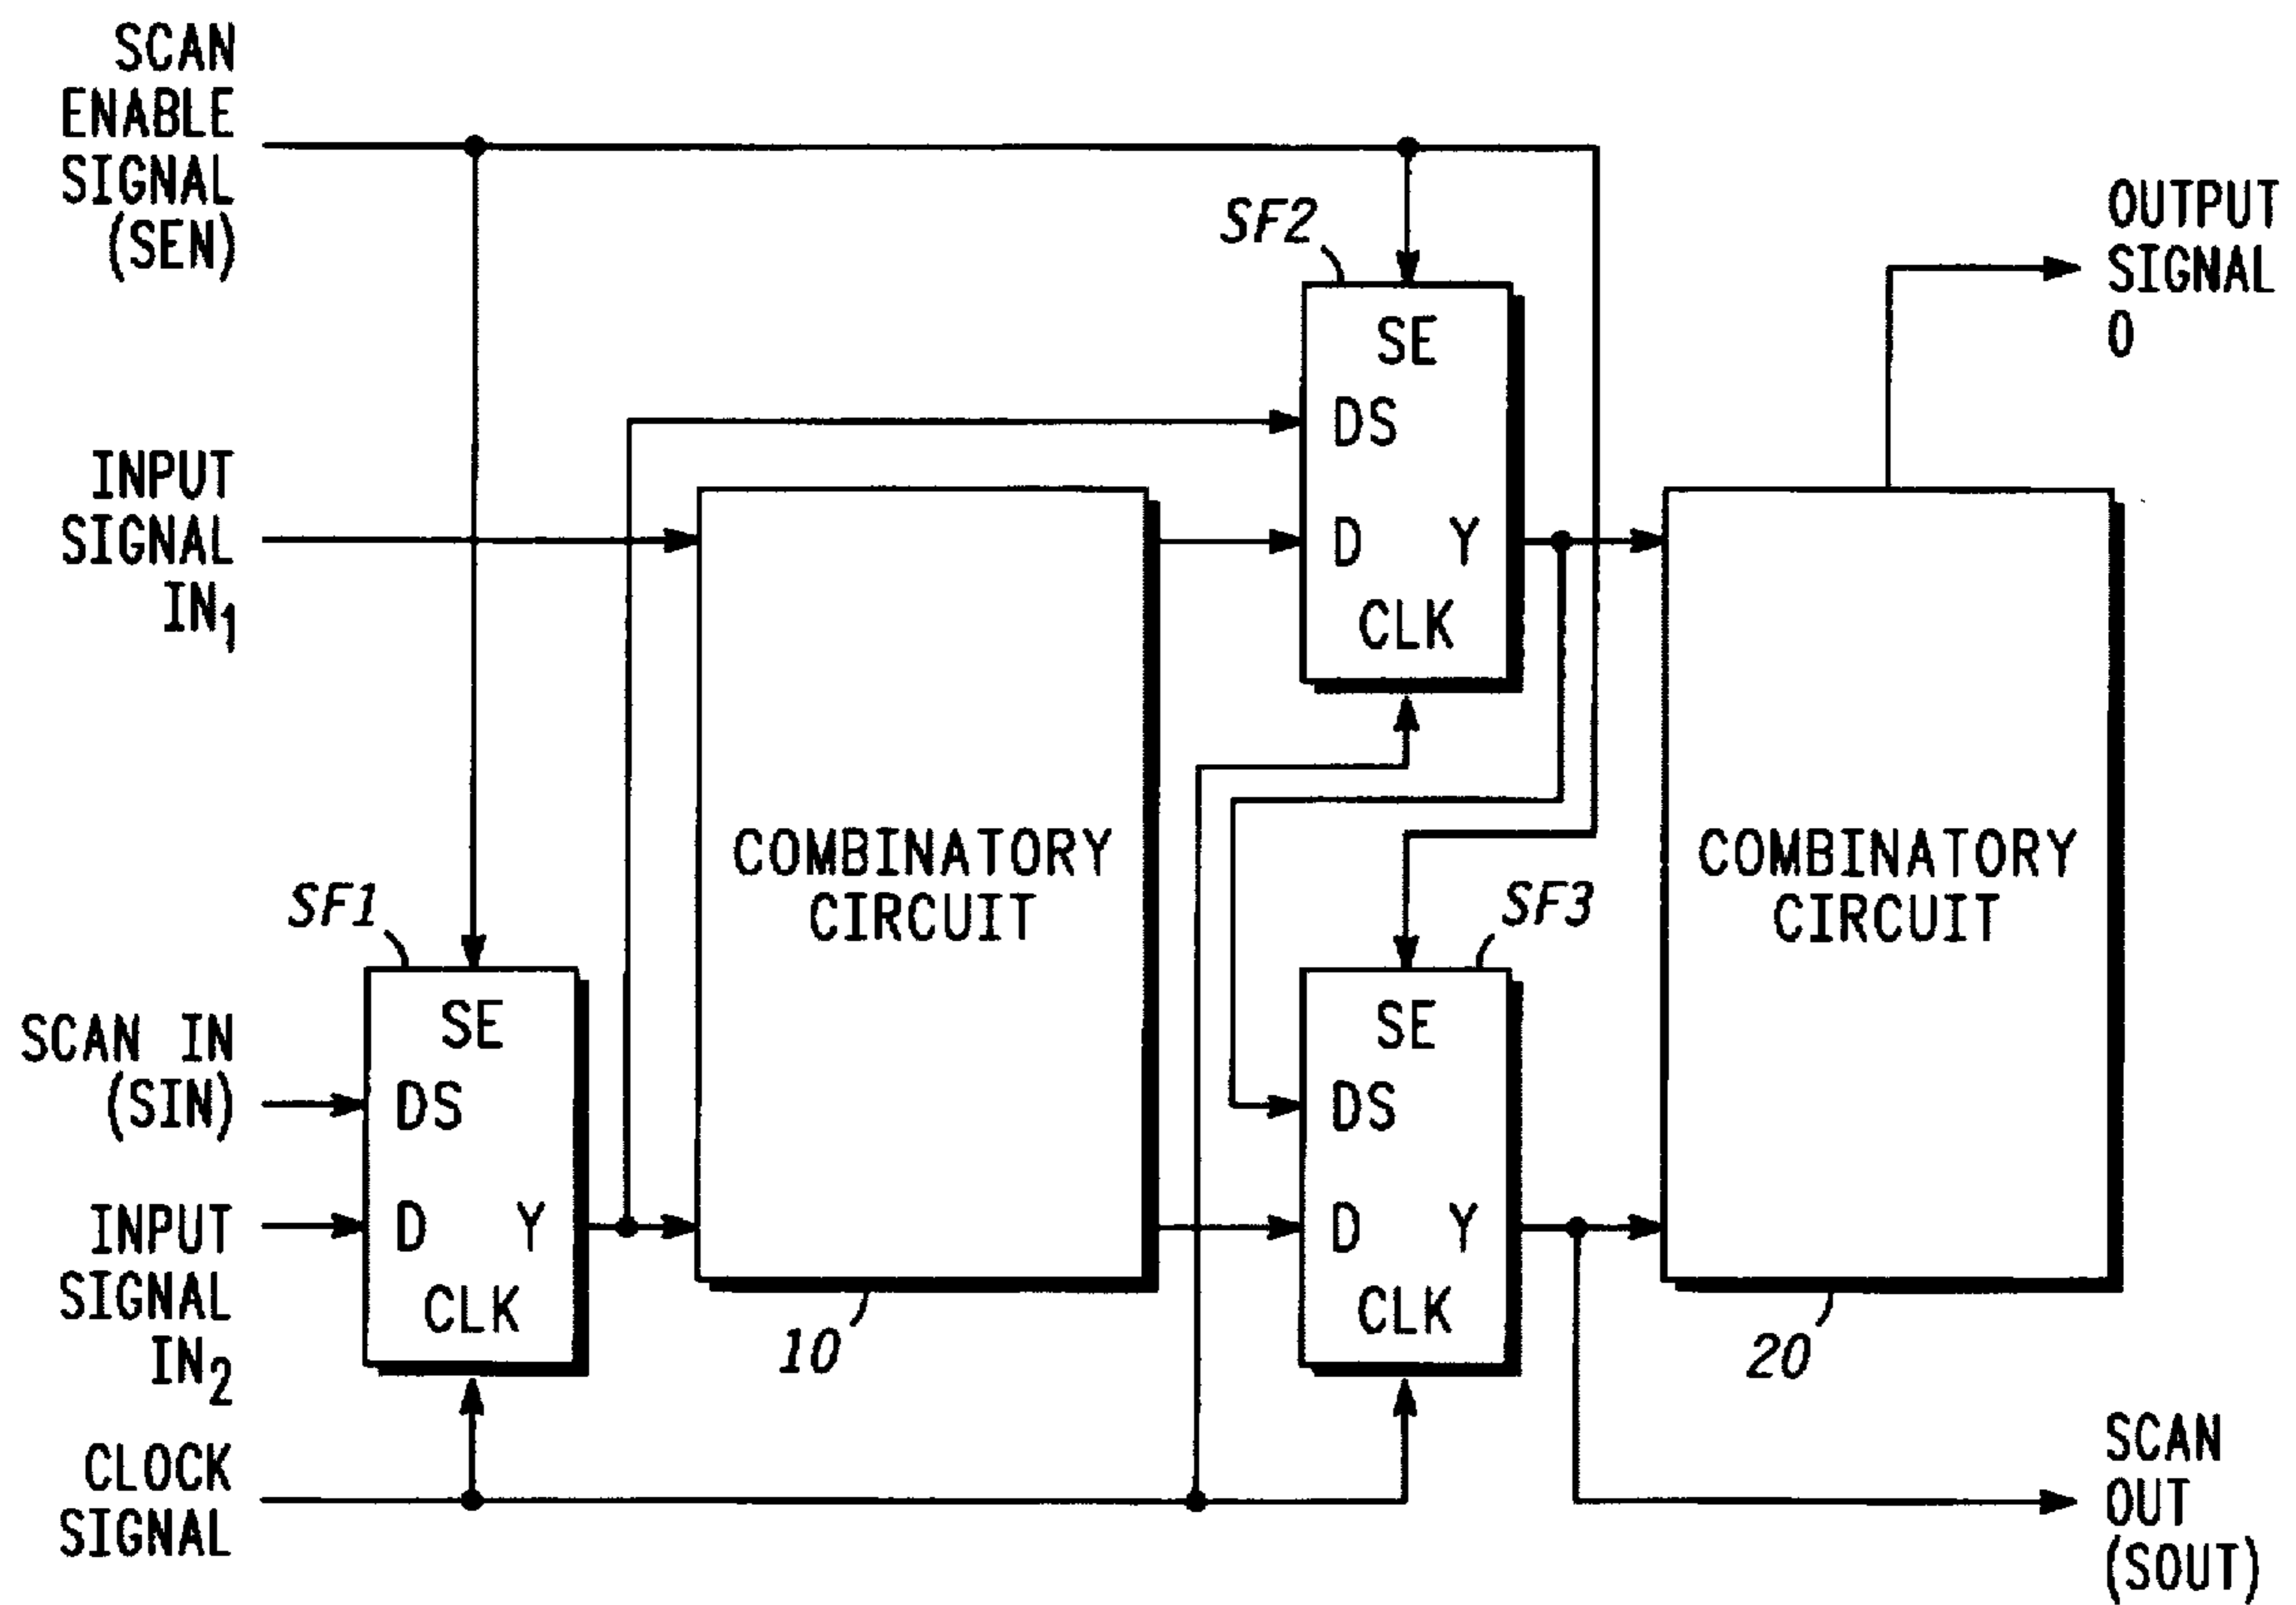 SCAN
ENABLE
SIGNAL
(SEN)
OUTPUT
SIGNAL
O
SF2
SE
DS
D Y
CLK
INPUT
SIGNAL
IN1
COMBINATORY
CIRCUIT
10
COMBINATORY
CIRCUIT
20
SF1
SE
DS
D Y
CLK
SCAN IN
(SIN)
INPUT
SIGNAL
IN2
CLOCK
SIGNAL
SF3
SE
DS
D Y
CLK
SCAN
OUT
(SOUT)